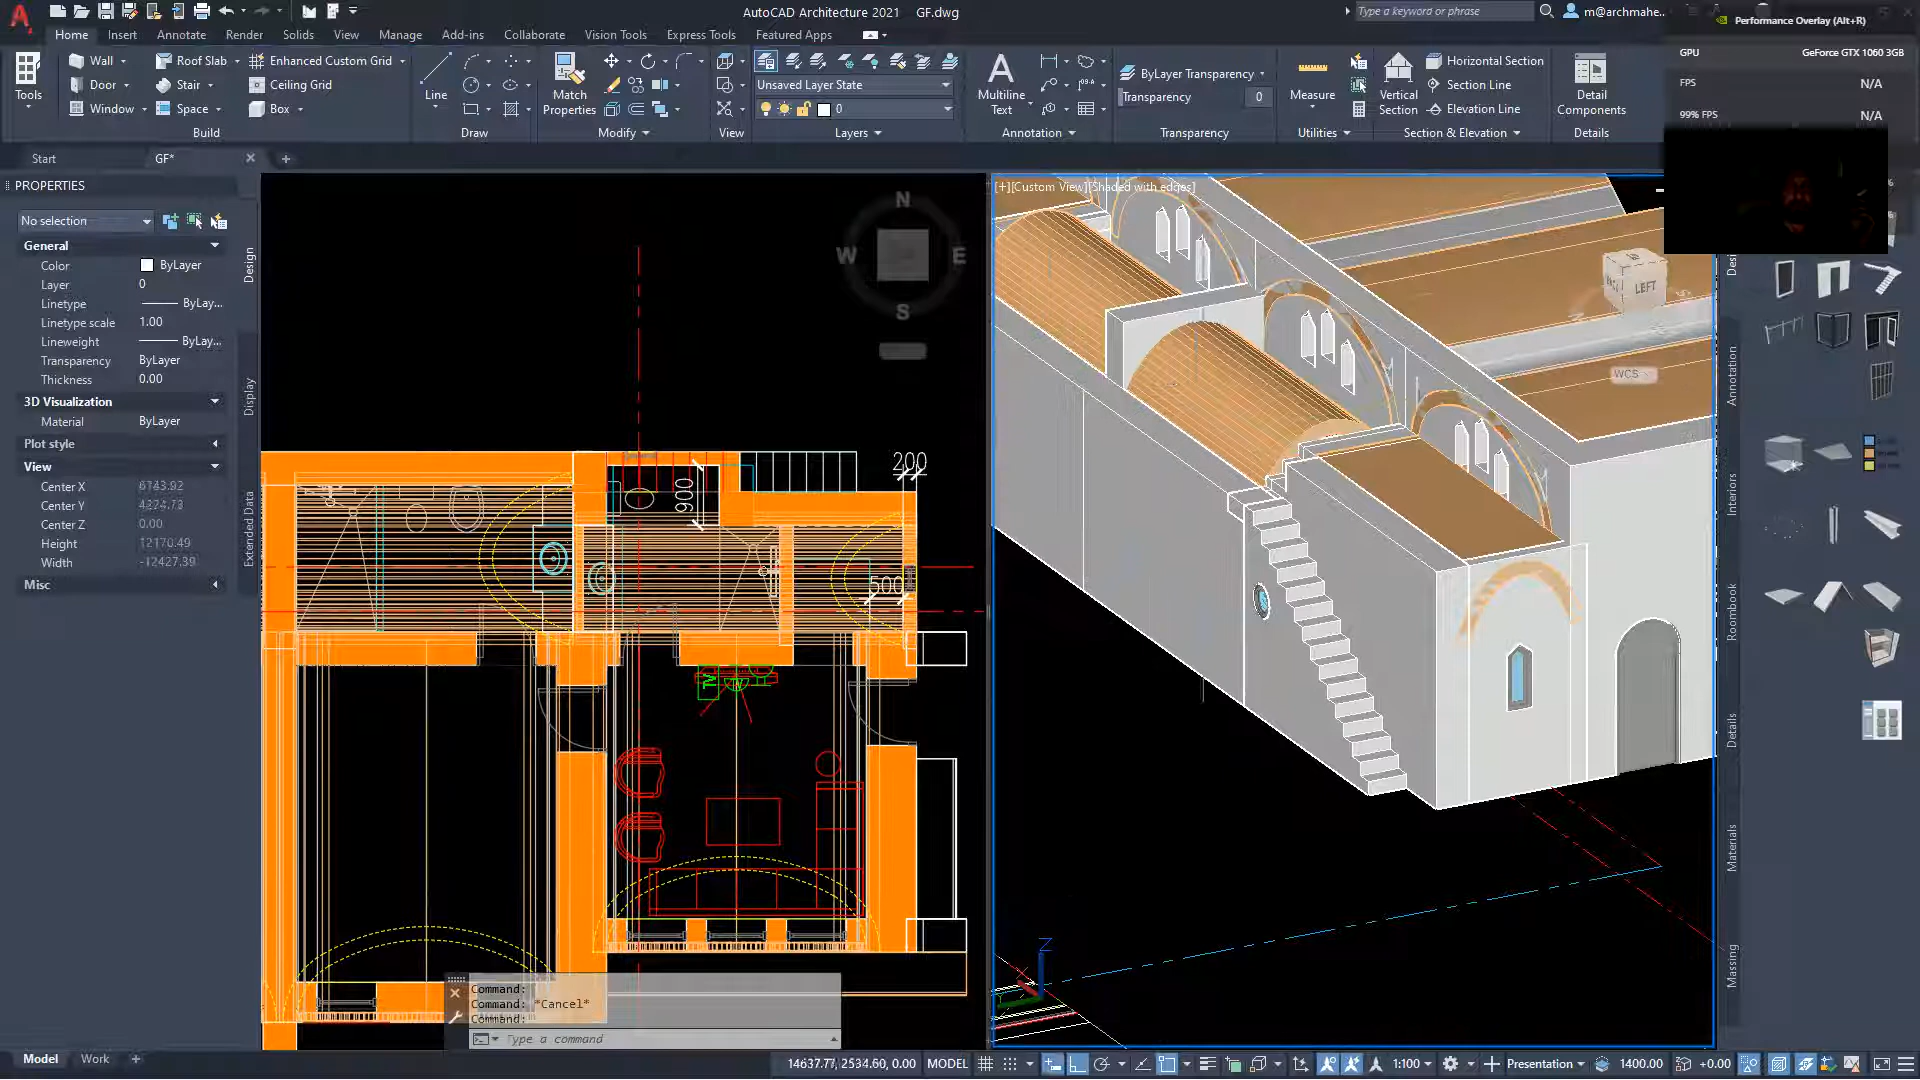 AutoCAD Architecture 2021 GF.dwg
Type a keyword or phrase
m@archmahe...
Performance Overlay (Alt+R)
Home Insert Annotate Render Solids View Manage Add-ins Collaborate Vision Tools Express Tools Featured Apps
GPU GeForce GTX 1060 3GB
FPS N/A
99% FPS N/A
Tools
Wall Roof Slab Enhanced Custom Grid
Door Stair Ceiling Grid
Window Space Box
Build
Line
Draw
Match Properties
Modify
View
Unsaved Layer State
0
Layers
Multiline Text
Annotation
ByLayer Transparency
Transparency 0
Transparency
Measure
Utilities
Vertical Section
Horizontal Section
Section Line
Elevation Line
Section & Elevation
Detail Components
Details
Start GF*
PROPERTIES
No selection
General
Color ByLayer
Layer 0
Linetype ByLay...
Linetype scale 1.00
Lineweight ByLay...
Transparency ByLayer
Thickness 0.00
3D Visualization
Material ByLayer
Plot style
View
Center X 6743.92
Center Y 4224.73
Center Z 0.00
Height 12170.49
Width -12427.39
Misc
Design
Display
Extended Data
N
W E
S
200
900
500
TV
[+][Custom View][Shaded with edges]
LEFT
WCS
Z
Annotation
Interiors
Roombook
Details
Materials
Massing
Command:
Command: *Cancel*
Command:
Type a command
Model Work
14637.77, 2534.60, 0.00 MODEL
1:100
Presentation
1400.00
+0.00